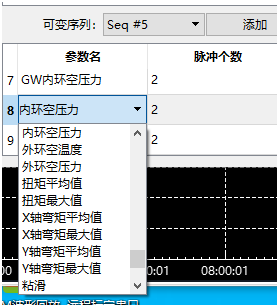 可变序列: Seq #5 添加
参数名 脉冲个数
7 GW内环空压力 2
8 内环空压力 2
9 2
内环空压力
外环空温度
外环空压力
扭矩平均值
扭矩最大值
X轴弯矩平均值
X轴弯矩最大值
Y轴弯矩平均值
Y轴弯矩最大值
粘滑
:00 0:01 08:00:01